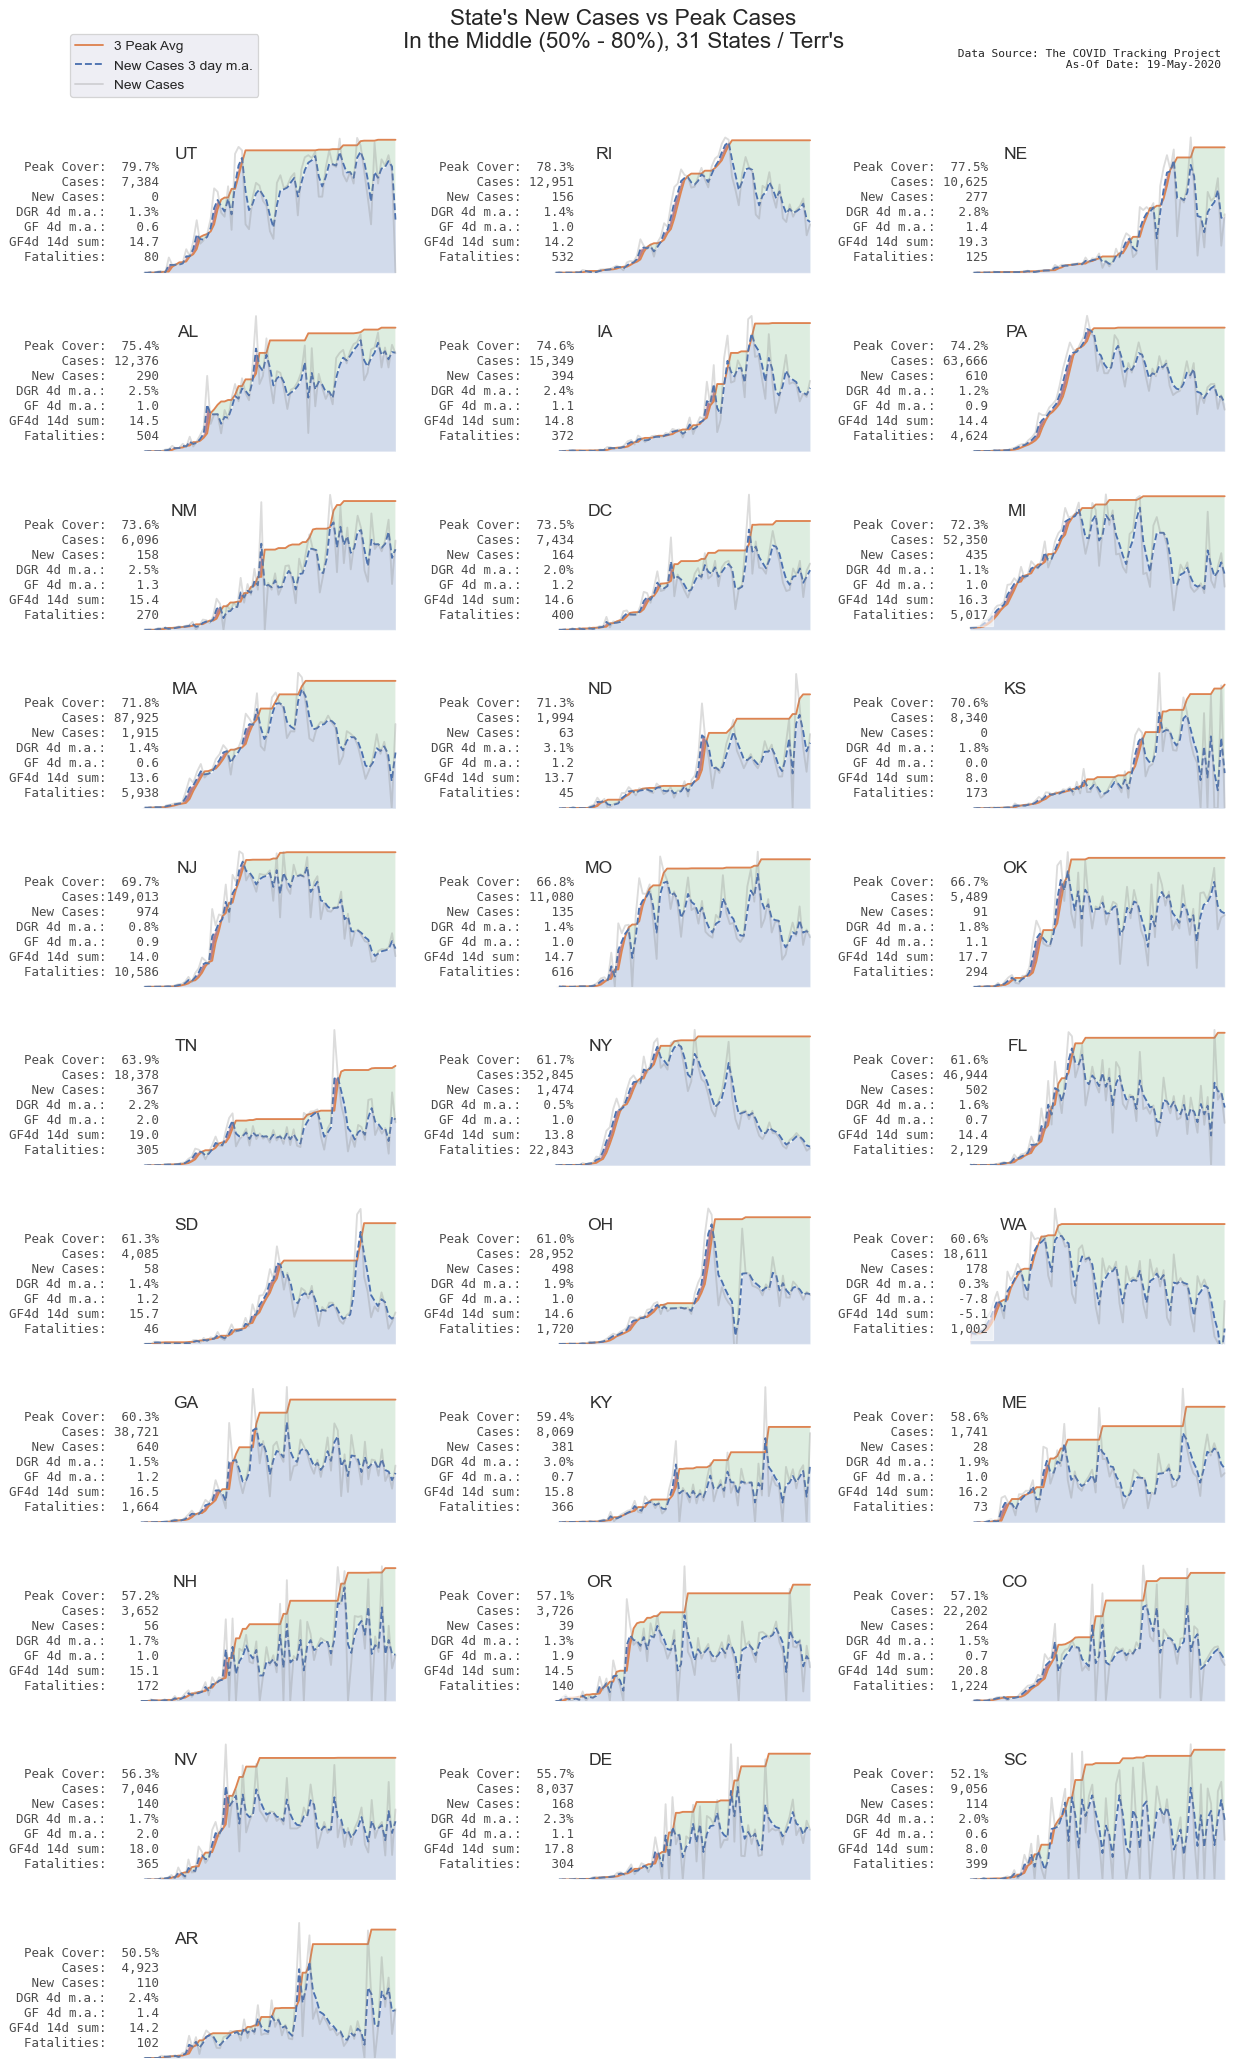 State's New Cases vs Peak Cases
In the Middle (50% - 80%), 31 States / Terr's
3 Peak Avg
New Cases 3 day m.a.
New Cases
Data Source: The COVID Tracking Project
As-Of Date: 19-May-2020
UT
Peak Cover: 79.7%
Cases: 7,384
New Cases: 0
DGR 4d m.a.: 1.3%
GF 4d m.a.: 0.6
GF4d 14d sum: 14.7
Fatalities: 80
RI
Peak Cover: 78.3%
Cases: 12,951
New Cases: 156
DGR 4d m.a.: 1.4%
GF 4d m.a.: 1.0
GF4d 14d sum: 14.2
Fatalities: 532
NE
Peak Cover: 77.5%
Cases: 10,625
New Cases: 277
DGR 4d m.a.: 2.8%
GF 4d m.a.: 1.4
GF4d 14d sum: 19.3
Fatalities: 125
AL
Peak Cover: 75.4%
Cases: 12,376
New Cases: 290
DGR 4d m.a.: 2.5%
GF 4d m.a.: 1.0
GF4d 14d sum: 14.5
Fatalities: 504
IA
Peak Cover: 74.6%
Cases: 15,349
New Cases: 394
DGR 4d m.a.: 2.4%
GF 4d m.a.: 1.1
GF4d 14d sum: 14.8
Fatalities: 372
PA
Peak Cover: 74.2%
Cases: 63,666
New Cases: 610
DGR 4d m.a.: 1.2%
GF 4d m.a.: 0.9
GF4d 14d sum: 14.4
Fatalities: 4,624
NM
Peak Cover: 73.6%
Cases: 6,096
New Cases: 158
DGR 4d m.a.: 2.5%
GF 4d m.a.: 1.3
GF4d 14d sum: 15.4
Fatalities: 270
DC
Peak Cover: 73.5%
Cases: 7,434
New Cases: 164
DGR 4d m.a.: 2.0%
GF 4d m.a.: 1.2
GF4d 14d sum: 14.6
Fatalities: 400
MI
Peak Cover: 72.3%
Cases: 52,350
New Cases: 435
DGR 4d m.a.: 1.1%
GF 4d m.a.: 1.0
GF4d 14d sum: 16.3
Fatalities: 5,017
MA
Peak Cover: 71.8%
Cases: 87,925
New Cases: 1,915
DGR 4d m.a.: 1.4%
GF 4d m.a.: 0.6
GF4d 14d sum: 13.6
Fatalities: 5,938
ND
Peak Cover: 71.3%
Cases: 1,994
New Cases: 63
DGR 4d m.a.: 3.1%
GF 4d m.a.: 1.2
GF4d 14d sum: 13.7
Fatalities: 45
KS
Peak Cover: 70.6%
Cases: 8,340
New Cases: 0
DGR 4d m.a.: 1.8%
GF 4d m.a.: 0.0
GF4d 14d sum: 8.0
Fatalities: 173
NJ
Peak Cover: 69.7%
Cases:149,013
New Cases: 974
DGR 4d m.a.: 0.8%
GF 4d m.a.: 0.9
GF4d 14d sum: 14.0
Fatalities: 10,586
MO
Peak Cover: 66.8%
Cases: 11,080
New Cases: 135
DGR 4d m.a.: 1.4%
GF 4d m.a.: 1.0
GF4d 14d sum: 14.7
Fatalities: 616
OK
Peak Cover: 66.7%
Cases: 5,489
New Cases: 91
DGR 4d m.a.: 1.8%
GF 4d m.a.: 1.1
GF4d 14d sum: 17.7
Fatalities: 294
TN
Peak Cover: 63.9%
Cases: 18,378
New Cases: 367
DGR 4d m.a.: 2.2%
GF 4d m.a.: 2.0
GF4d 14d sum: 19.0
Fatalities: 305
NY
Peak Cover: 61.7%
Cases:352,845
New Cases: 1,474
DGR 4d m.a.: 0.5%
GF 4d m.a.: 1.0
GF4d 14d sum: 13.8
Fatalities: 22,843
FL
Peak Cover: 61.6%
Cases: 46,944
New Cases: 502
DGR 4d m.a.: 1.6%
GF 4d m.a.: 0.7
GF4d 14d sum: 14.4
Fatalities: 2,129
SD
Peak Cover: 61.3%
Cases: 4,085
New Cases: 58
DGR 4d m.a.: 1.4%
GF 4d m.a.: 1.2
GF4d 14d sum: 15.7
Fatalities: 46
OH
Peak Cover: 61.0%
Cases: 28,952
New Cases: 498
DGR 4d m.a.: 1.9%
GF 4d m.a.: 1.0
GF4d 14d sum: 14.6
Fatalities: 1,720
WA
Peak Cover: 60.6%
Cases: 18,611
New Cases: 178
DGR 4d m.a.: 0.3%
GF 4d m.a.: -7.8
GF4d 14d sum: -5.1
Fatalities: 1,002
GA
Peak Cover: 60.3%
Cases: 38,721
New Cases: 640
DGR 4d m.a.: 1.5%
GF 4d m.a.: 1.2
GF4d 14d sum: 16.5
Fatalities: 1,664
KY
Peak Cover: 59.4%
Cases: 8,069
New Cases: 381
DGR 4d m.a.: 3.0%
GF 4d m.a.: 0.7
GF4d 14d sum: 15.8
Fatalities: 366
ME
Peak Cover: 58.6%
Cases: 1,741
New Cases: 28
DGR 4d m.a.: 1.9%
GF 4d m.a.: 1.0
GF4d 14d sum: 16.2
Fatalities: 73
NH
Peak Cover: 57.2%
Cases: 3,652
New Cases: 56
DGR 4d m.a.: 1.7%
GF 4d m.a.: 1.0
GF4d 14d sum: 15.1
Fatalities: 172
OR
Peak Cover: 57.1%
Cases: 3,726
New Cases: 39
DGR 4d m.a.: 1.3%
GF 4d m.a.: 1.9
GF4d 14d sum: 14.5
Fatalities: 140
CO
Peak Cover: 57.1%
Cases: 22,202
New Cases: 264
DGR 4d m.a.: 1.5%
GF 4d m.a.: 0.7
GF4d 14d sum: 20.8
Fatalities: 1,224
NV
Peak Cover: 56.3%
Cases: 7,046
New Cases: 140
DGR 4d m.a.: 1.7%
GF 4d m.a.: 2.0
GF4d 14d sum: 18.0
Fatalities: 365
DE
Peak Cover: 55.7%
Cases: 8,037
New Cases: 168
DGR 4d m.a.: 2.3%
GF 4d m.a.: 1.1
GF4d 14d sum: 17.8
Fatalities: 304
SC
Peak Cover: 52.1%
Cases: 9,056
New Cases: 114
DGR 4d m.a.: 2.0%
GF 4d m.a.: 0.6
GF4d 14d sum: 8.0
Fatalities: 399
AR
Peak Cover: 50.5%
Cases: 4,923
New Cases: 110
DGR 4d m.a.: 2.4%
GF 4d m.a.: 1.4
GF4d 14d sum: 14.2
Fatalities: 102